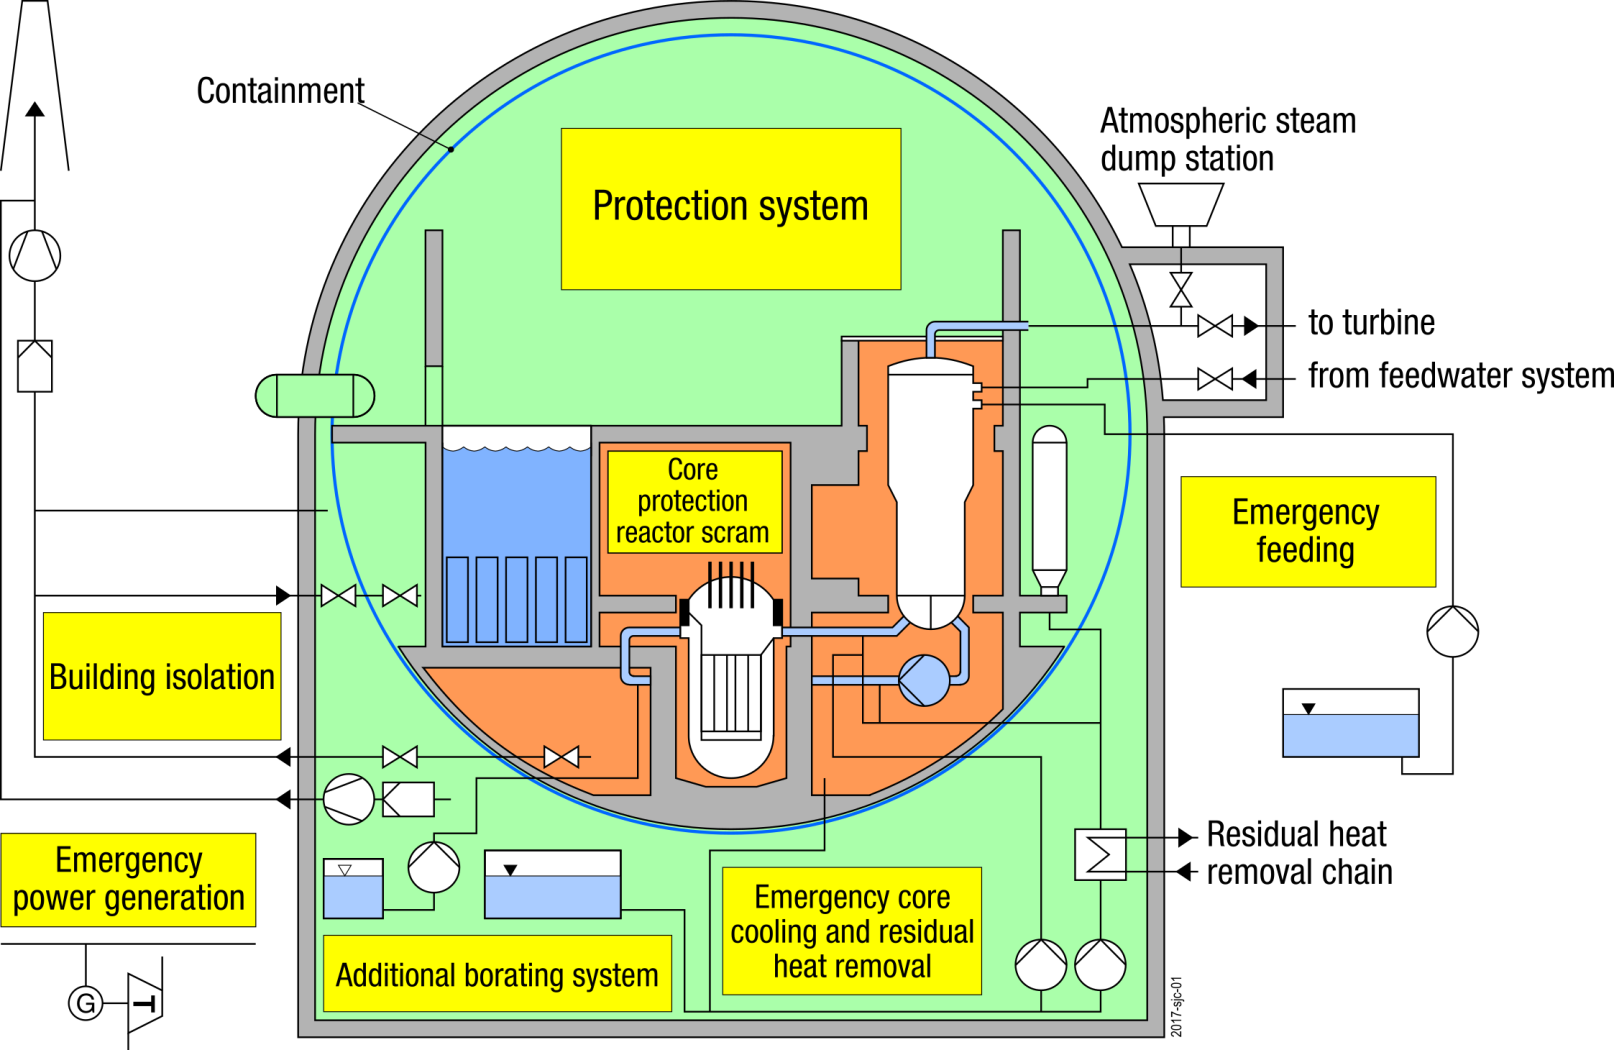 Containment
Atmospheric steam
dump station
Protection system
to turbine
from feedwater system
Core
protection
reactor scram
Emergency
feeding
Building isolation
Residual heat
removal chain
Emergency
power generation
Emergency core
cooling and residual
heat removal
Additional borating system
G
T
2017-sjc-01